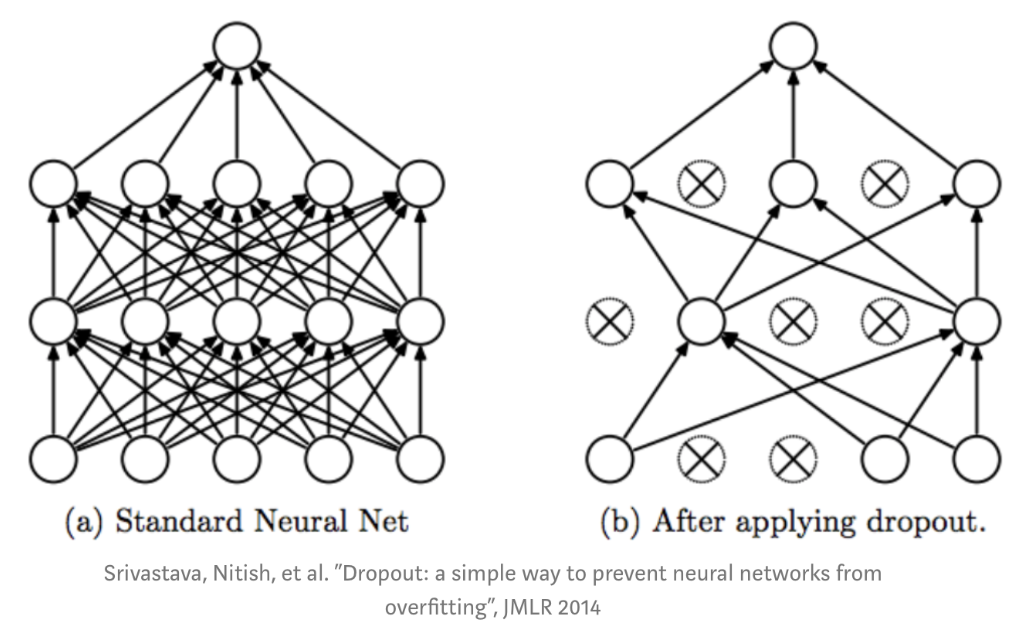 (a) Standard Neural Net
(b) After applying dropout.
Srivastava, Nitish, et al. ”Dropout: a simple way to prevent neural networks from
overfitting”, JMLR 2014